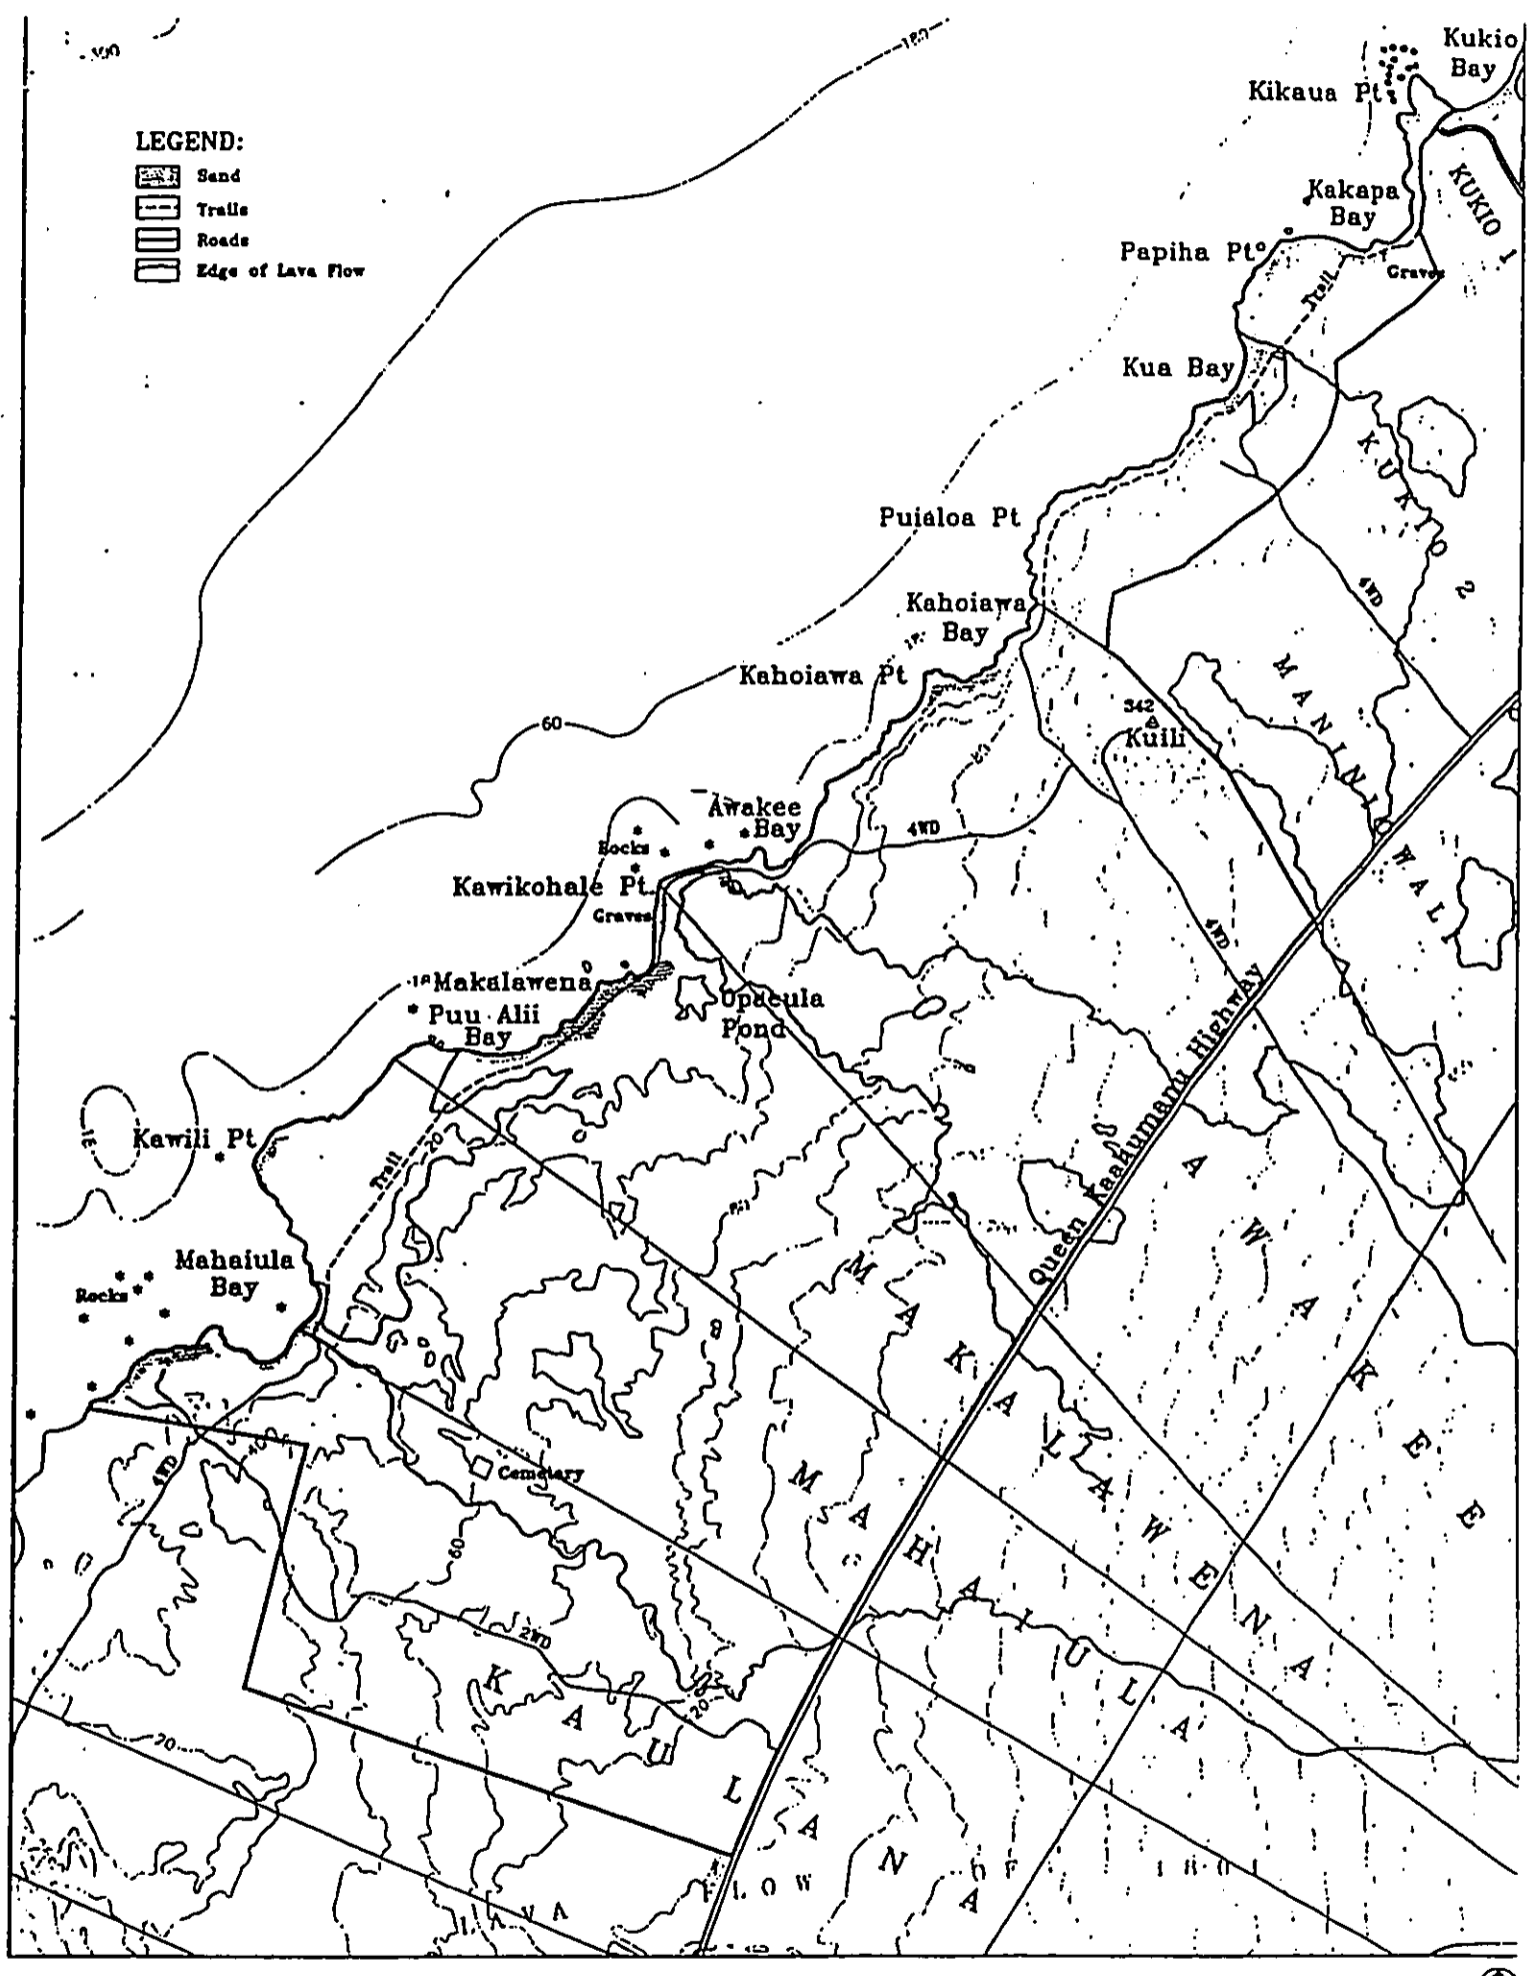 Kukio
Bay
Kikaua Pt
LEGEND:
Sand
Trails
Roads
Edge of Lava Flow
KUKIO 1
Kakapa
Bay
Papiha Pt
Graves
Trail
Kua Bay
KUKIO 2
Puialoa Pt
4WD
Kahoiawa
Bay
Kahoiawa Pt
MANINIOWALI
342
Kuili
60
Awakee
Bay
4WD
Rocks
Kawikohale Pt
Graves
4WD
Makalawena
Opaeula
Pond
Puu Alii
Bay
Queen Kaahumanu Highway
Kawili Pt
Trail
20
AWAKEE
Mahaiula
Bay
Rocks
MAKALAWENA
Cemetary
4WD
MAHAIULA
60
2WD
KAULANA
20
20
LAVA FLOW OF 1801